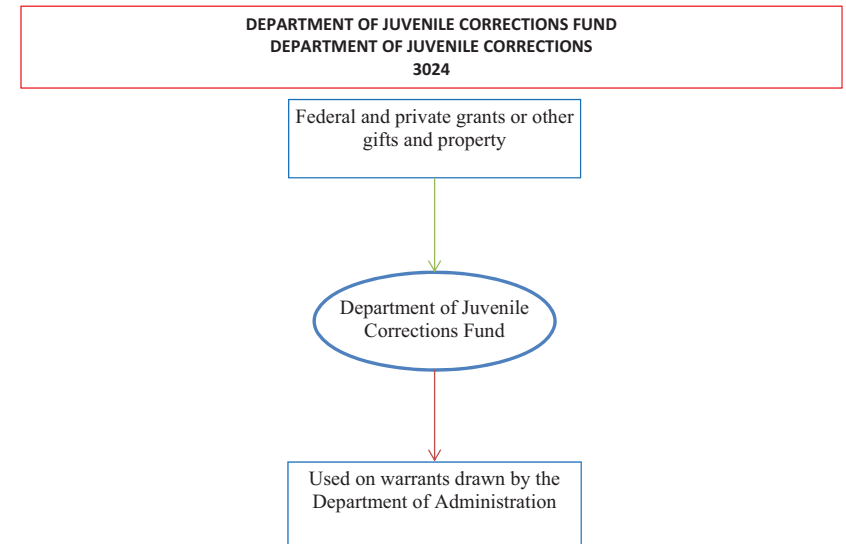 DEPARTMENT OF JUVENILE CORRECTIONS FUND
DEPARTMENT OF JUVENILE CORRECTIONS
3024
Federal and private grants or other
gifts and property
Department of Juvenile
Corrections Fund
Used on warrants drawn by the
Department of Administration